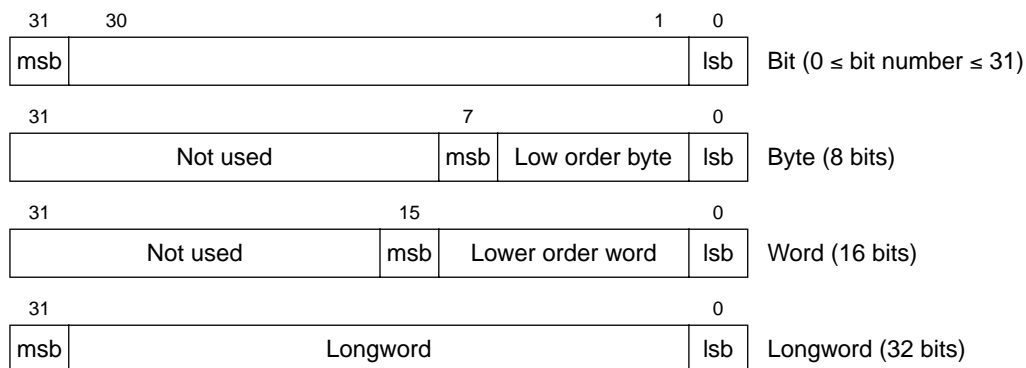 31 30 1 0
msb lsb Bit (0 ≤ bit number ≤ 31)
31 7 0
Not used msb Low order byte lsb Byte (8 bits)
31 15 0
Not used msb Lower order word lsb Word (16 bits)
31 0
msb Longword lsb Longword (32 bits)